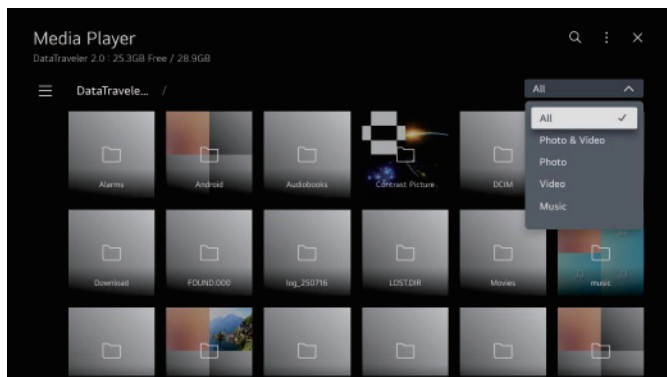 Media Player
DataTraveler 2.0 : 25.3GB Free / 28.9GB
DataTravele... /
All
All
Photo & Video
Photo
Video
Music
Alarms
Android
Audiobooks
Contrast Picture
DCIM
Download
FOUND.000
log_250716
LOST.DIR
Movies
music